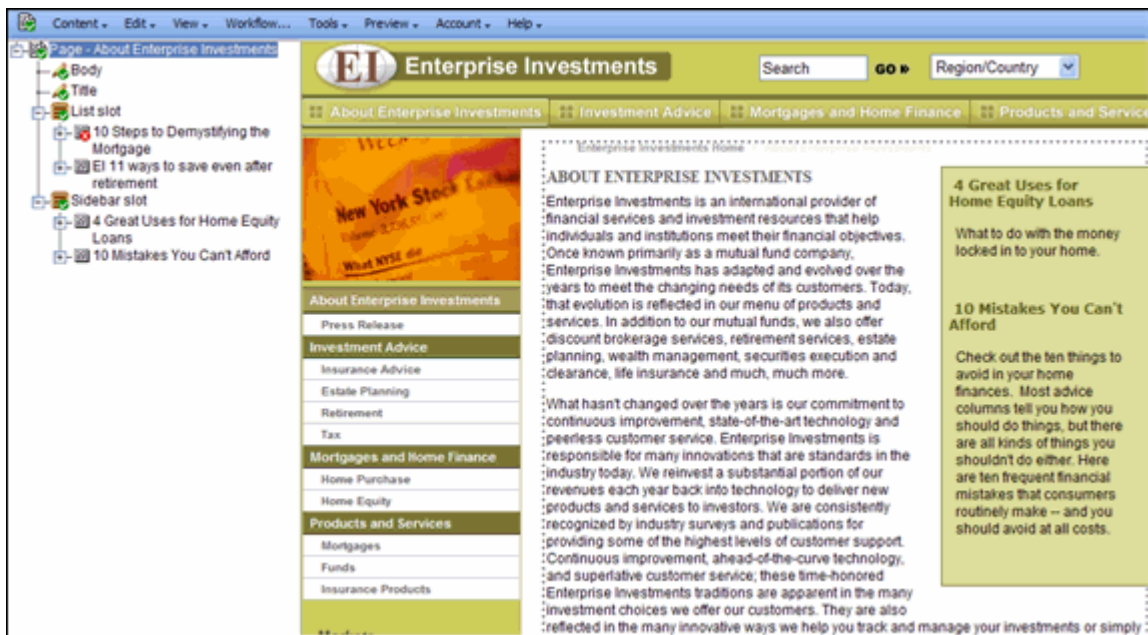 Content Edit View Workflow... Tools Preview Account Help
Page - About Enterprise Investments
Body
Title
List slot
10 Steps to Demystifying the
Mortgage
EI 11 ways to save even after
retirement
Sidebar slot
4 Great Uses for Home Equity
Loans
10 Mistakes You Can't Afford
EI Enterprise Investments
Search GO Region/Country
About Enterprise Investments Investment Advice Mortgages and Home Finance Products and Service
New York Stock
What NYSE
About Enterprise Investments
Press Release
Investment Advice
Insurance Advice
Estate Planning
Retirement
Tax
Mortgages and Home Finance
Home Purchase
Home Equity
Products and Services
Mortgages
Funds
Insurance Products
Enterprise Investments Home About Enterprise Investments
ABOUT ENTERPRISE INVESTMENTS
Enterprise Investments is an international provider of
financial services and investment resources that help
individuals and institutions meet their financial objectives.
Once known primarily as a mutual fund company,
Enterprise Investments has adapted and evolved over the
years to meet the changing needs of its customers. Today,
that evolution is reflected in our menu of products and
services. In addition to our mutual funds, we also offer
discount brokerage services, retirement services, estate
planning, wealth management, securities execution and
clearance, life insurance and much, much more.
What hasn't changed over the years is our commitment to
continuous improvement, state-of-the-art technology and
peerless customer service. Enterprise Investments is
responsible for many innovations that are standards in the
industry today. We reinvest a substantial portion of our
revenues each year back into technology to deliver new
products and services to investors. We are consistently
recognized by industry surveys and publications for
providing some of the highest levels of customer support.
Continuous improvement, ahead-of-the-curve technology,
and superlative customer service; these time-honored
Enterprise Investments traditions are apparent in the many
investment choices we offer our customers. They are also
reflected in the many innovative ways we help you track and manage your investments or simply
4 Great Uses for
Home Equity Loans
What to do with the money
locked in to your home.
10 Mistakes You Can't
Afford
Check out the ten things to
avoid in your home
finances. Most advice
columns tell you how you
should do things, but there
are all kinds of things you
shouldn't do either. Here
are ten frequent financial
mistakes that consumers
routinely make -- and you
should avoid at all costs.